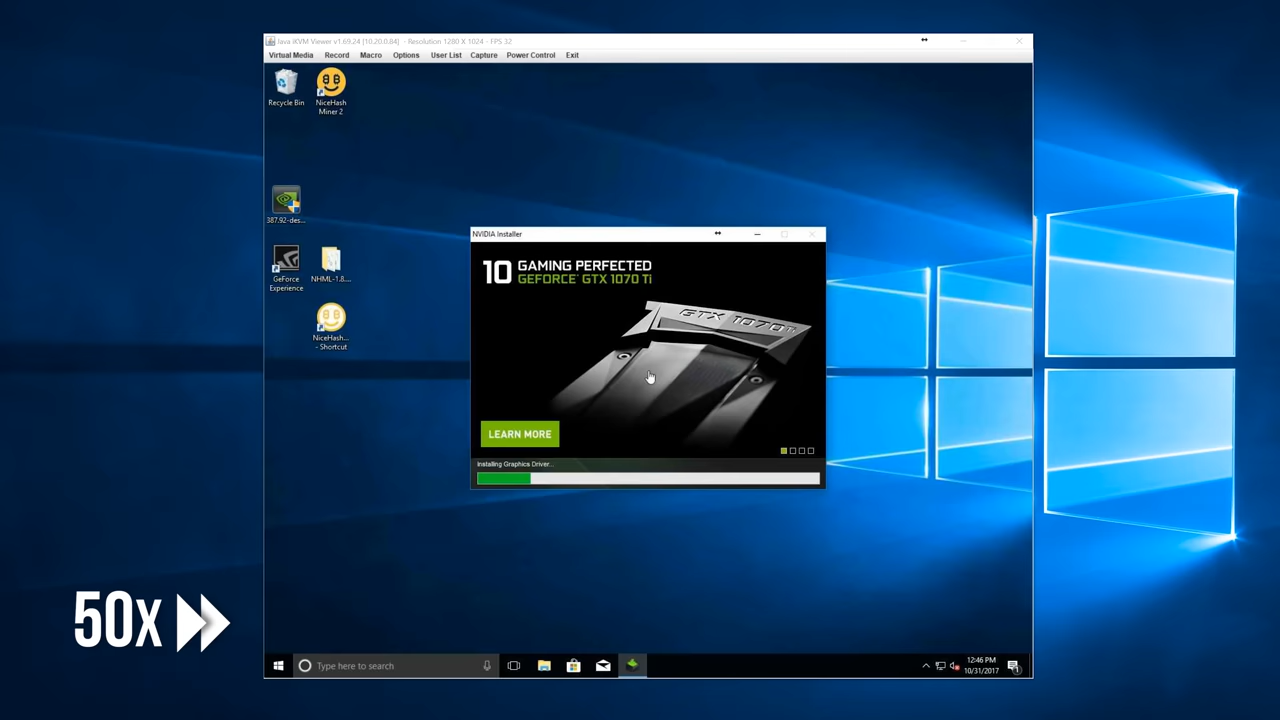 Java iKVM Viewer v1.69.24 [10.20.0.84] - Resolution 1280 X 1024 - FPS 32
Virtual Media Record Macro Options User List Capture Power Control Exit
Recycle Bin
NiceHash
Miner 2
387.92-des...
GeForce
Experience
NHML-1.8....
NiceHash...
- Shortcut
NVIDIA Installer
10 GAMING PERFECTED
GEFORCE® GTX 1070 Ti
GTX 1070 Ti
LEARN MORE
Installing Graphics Driver...
50X
Type here to search
12:46 PM
10/31/2017
1